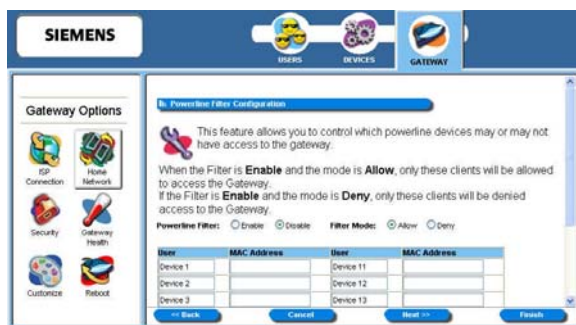 SIEMENS
USERS
DEVICES
GATEWAY
Gateway Options
ISP Connection
Home Network
Security
Gateway Health
Customize
Reboot
Powerline Filter Configuration
This feature allows you to control which powerline devices may or may not
have access to the gateway.
When the Filter is Enable and the mode is Allow, only these clients will be allowed
to access the Gateway.
If the Filter is Enable and the mode is Deny, only these clients will be denied
access to the Gateway.
Powerline Filter: Enable Disable Filter Mode: Allow Deny
User MAC Address User MAC Address
Device 1 Device 11
Device 2 Device 12
Device 3 Device 13
<< Back Cancel Next >> Finish